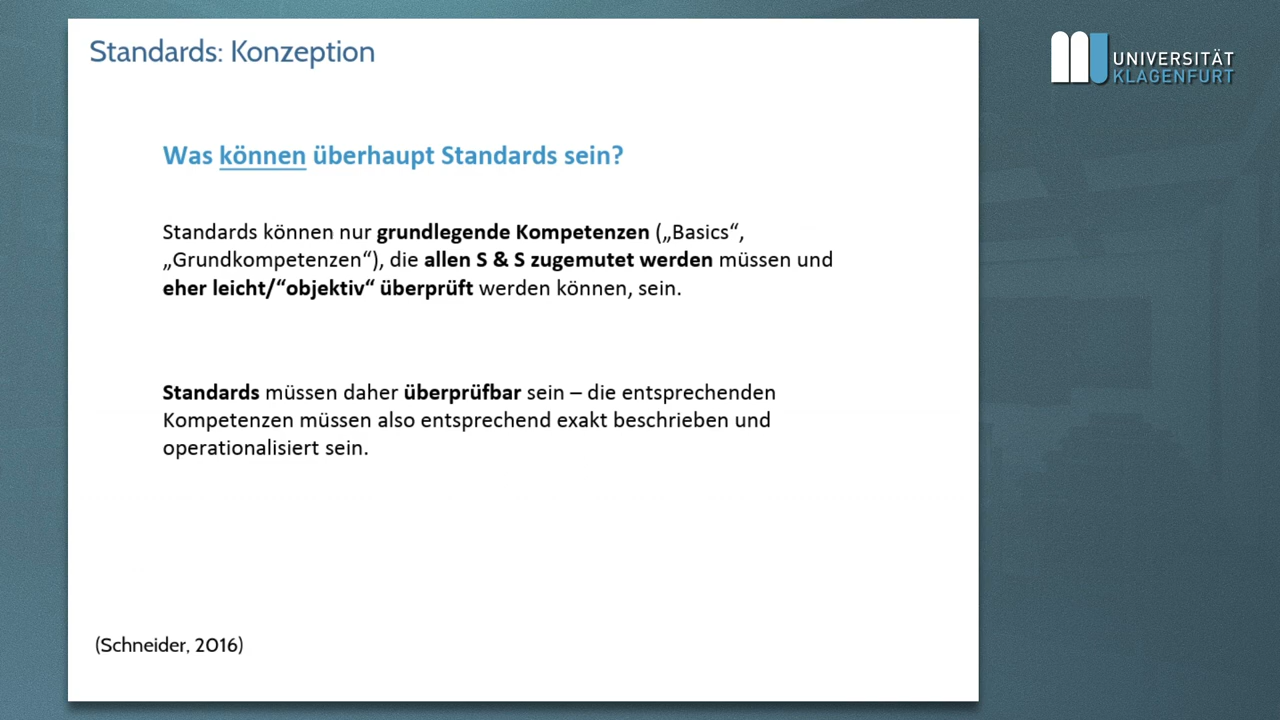 Standards: Konzeption
UNIVERSITÄT
KLAGENFURT
Was können überhaupt Standards sein?
Standards können nur grundlegende Kompetenzen („Basics“,
„Grundkompetenzen“), die allen S & S zugemutet werden müssen und
eher leicht/“objektiv“ überprüft werden können, sein.
Standards müssen daher überprüfbar sein – die entsprechenden
Kompetenzen müssen also entsprechend exakt beschrieben und
operationalisiert sein.
(Schneider, 2016)